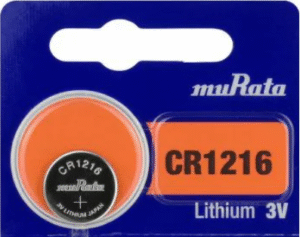 muRata
CR1216
Lithium 3V
CR1216
muRata
+
3V LITHIUM JAPAN